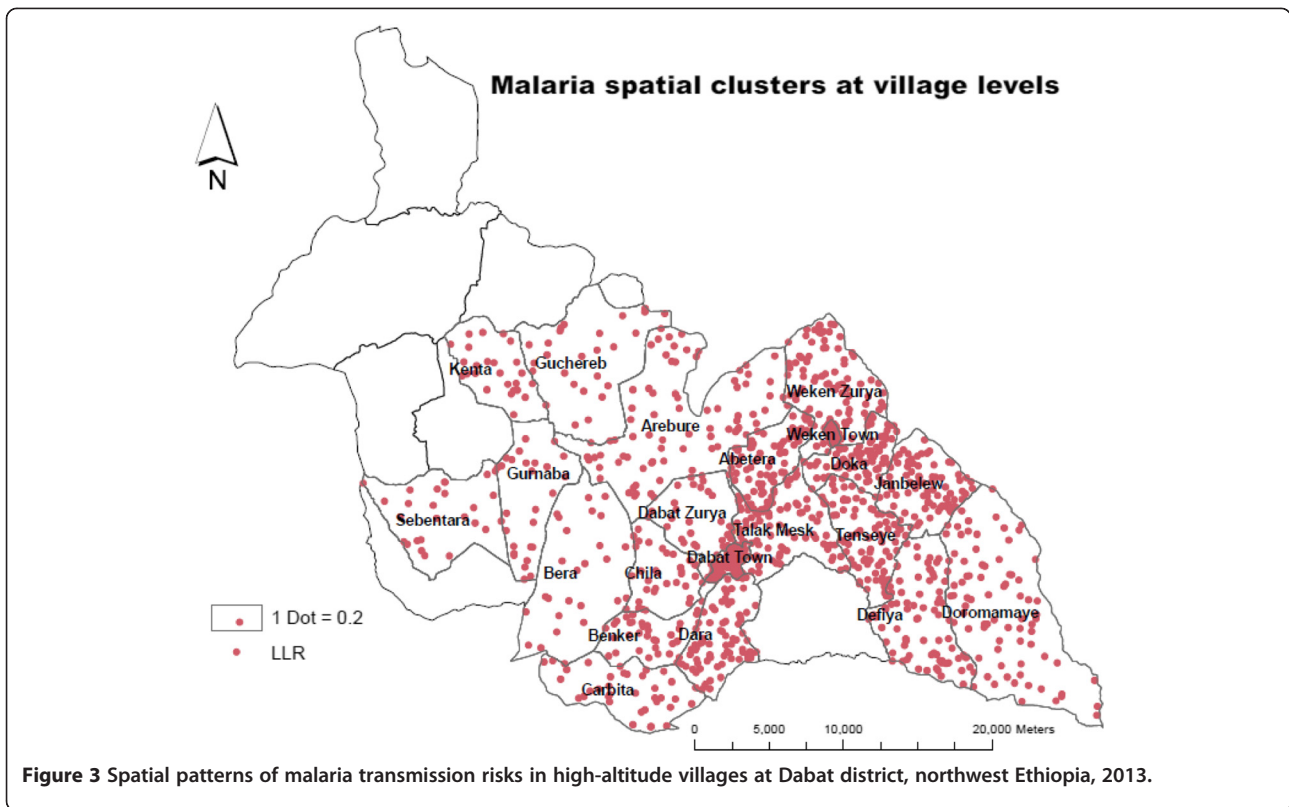 Malaria spatial clusters at village levels
N
Kenta
Guchereb
Weken Zurya
Arebure
Weken Town
Abetera
Doka
Gurnaba
Janbelew
Sebentara
Dabat Zurya
Talak Mesk
Tenseye
Dabat Town
Bera
Chila
Defiya
Doromamaye
1 Dot = 0.2
Benker
Dara
LLR
Carbita
0 5,000 10,000 20,000 Meters
Figure 3 Spatial patterns of malaria transmission risks in high-altitude villages at Dabat district, northwest Ethiopia, 2013.